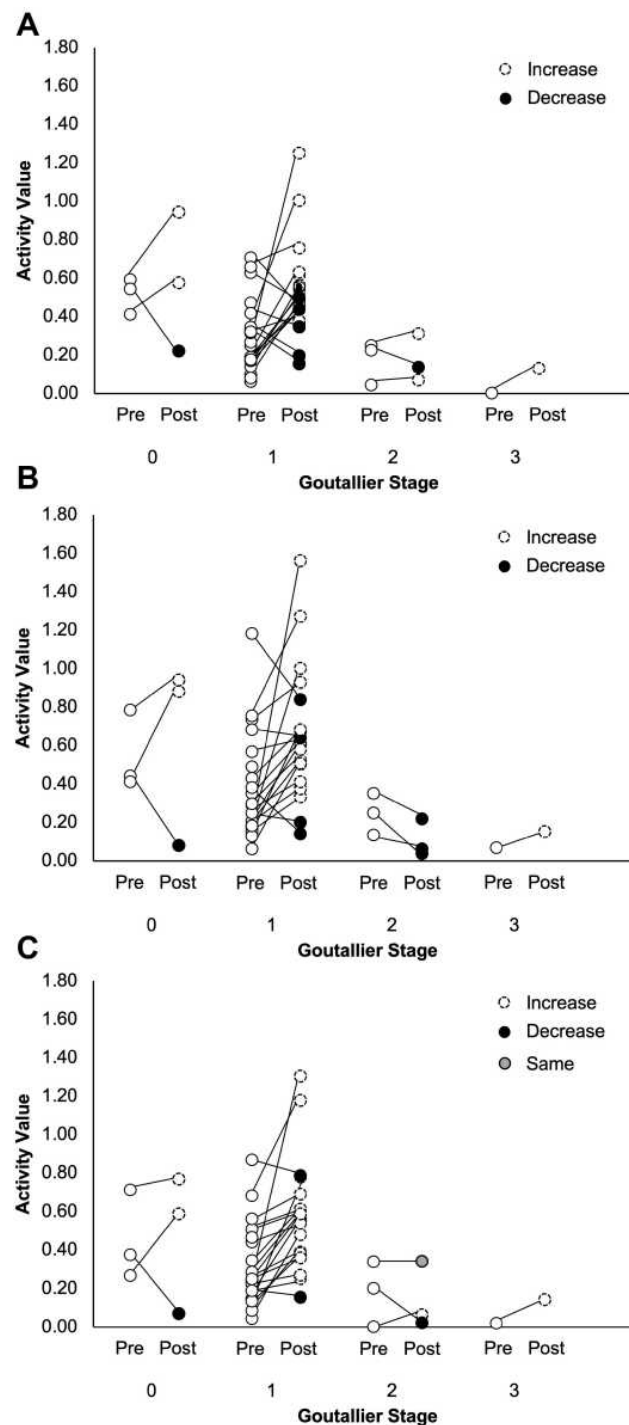 A
1.80
1.60
1.40
1.20
1.00
0.80
0.60
0.40
0.20
0.00
Activity Value
Increase
Decrease
Pre Post Pre Post Pre Post Pre Post
0 1 2 3
Goutallier Stage
B
1.80
1.60
1.40
1.20
1.00
0.80
0.60
0.40
0.20
0.00
Activity Value
Increase
Decrease
Pre Post Pre Post Pre Post Pre Post
0 1 2 3
Goutallier Stage
C
1.80
1.60
1.40
1.20
1.00
0.80
0.60
0.40
0.20
0.00
Activity Value
Increase
Decrease
Same
Pre Post Pre Post Pre Post Pre Post
0 1 2 3
Goutallier Stage